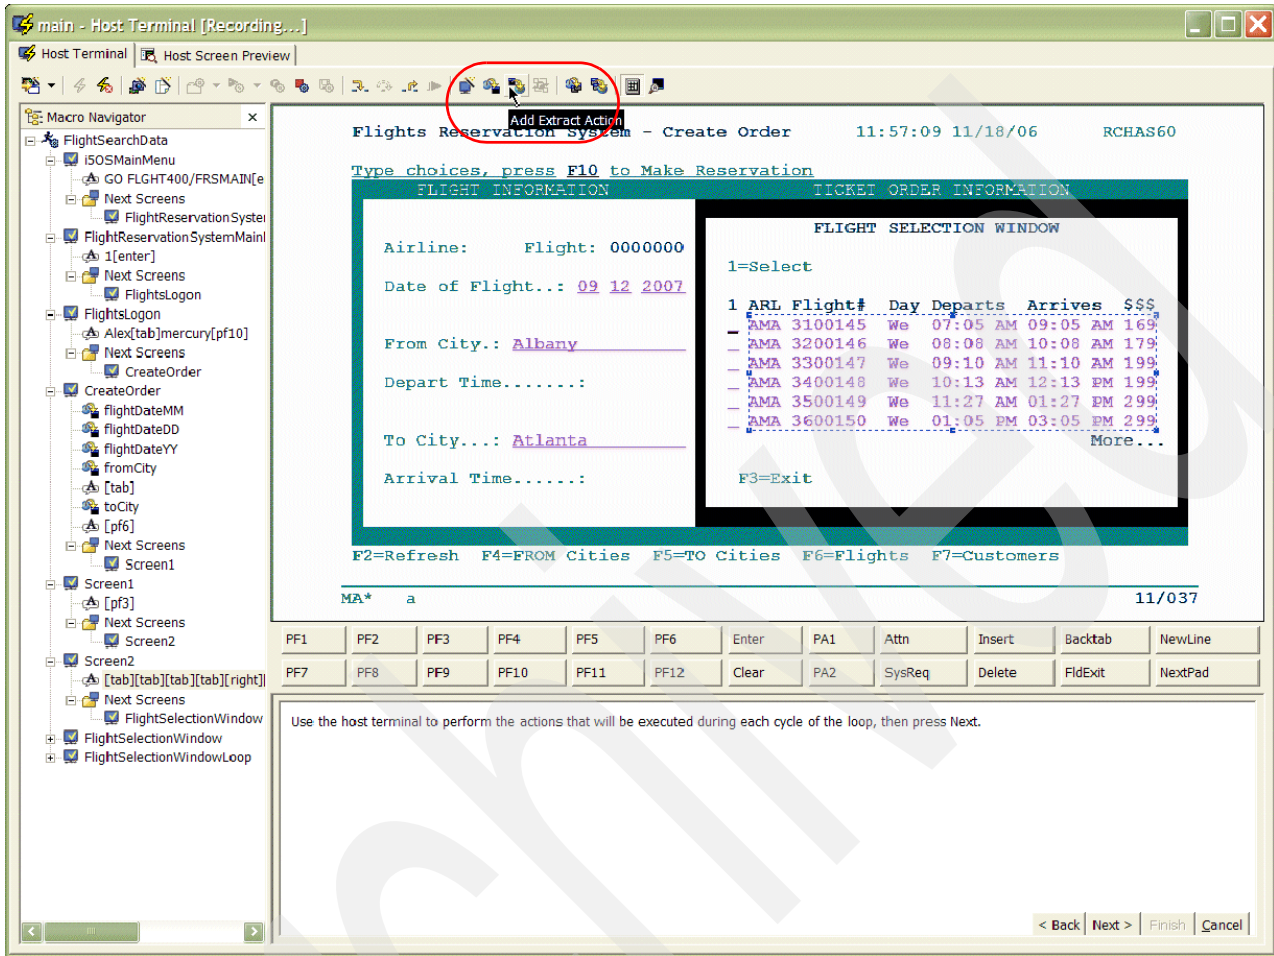 main - Host Terminal [Recording...]
Host Terminal
Host Screen Preview
Add Extract Action
Macro Navigator
FlightSearchData
i5OSMainMenu
GO FLGHT400/FRSMAIN[e
Next Screens
FlightReservationSyster
FlightReservationSystemMainI
1[enter]
Next Screens
FlightsLogon
FlightsLogon
Alex[tab]mercury[pf10]
Next Screens
CreateOrder
CreateOrder
flightDateMM
flightDateDD
flightDateYY
fromCity
[tab]
toCity
[pf6]
Next Screens
Screen1
Screen1
[pf3]
Next Screens
Screen2
Screen2
[tab][tab][tab][tab][right]
Next Screens
FlightSelectionWindow
FlightSelectionWindow
FlightSelectionWindowLoop
Flights Reservation System - Create Order 11:57:09 11/18/06 RCHAS60
Type choices, press F10 to Make Reservation
FLIGHT INFORMATION TICKET ORDER INFORMATION
Airline: Flight: 0000000
Date of Flight..: 09 12 2007
From City.: Albany
Depart Time.......:
To City...: Atlanta
Arrival Time......:
FLIGHT SELECTION WINDOW
1=Select
1 ARL Flight# Day Departs Arrives $$$
_ AMA 3100145 We 07:05 AM 09:05 AM 169
_ AMA 3200146 We 08:08 AM 10:08 AM 179
_ AMA 3300147 We 09:10 AM 11:10 AM 199
_ AMA 3400148 We 10:13 AM 12:13 PM 299
_ AMA 3500149 We 11:27 AM 01:27 PM 299
_ AMA 3600150 We 01:05 PM 03:05 PM 299
More...
F3=Exit
F2=Refresh F4=FROM Cities F5=TO Cities F6=Flights F7=Customers
MA* a 11/037
PF1 PF2 PF3 PF4 PF5 PF6 Enter PA1 Attn Insert Backtab NewLine
PF7 PF8 PF9 PF10 PF11 PF12 Clear PA2 SysReq Delete FldExit NextPad
Use the host terminal to perform the actions that will be executed during each cycle of the loop, then press Next.
< Back Next > Finish Cancel